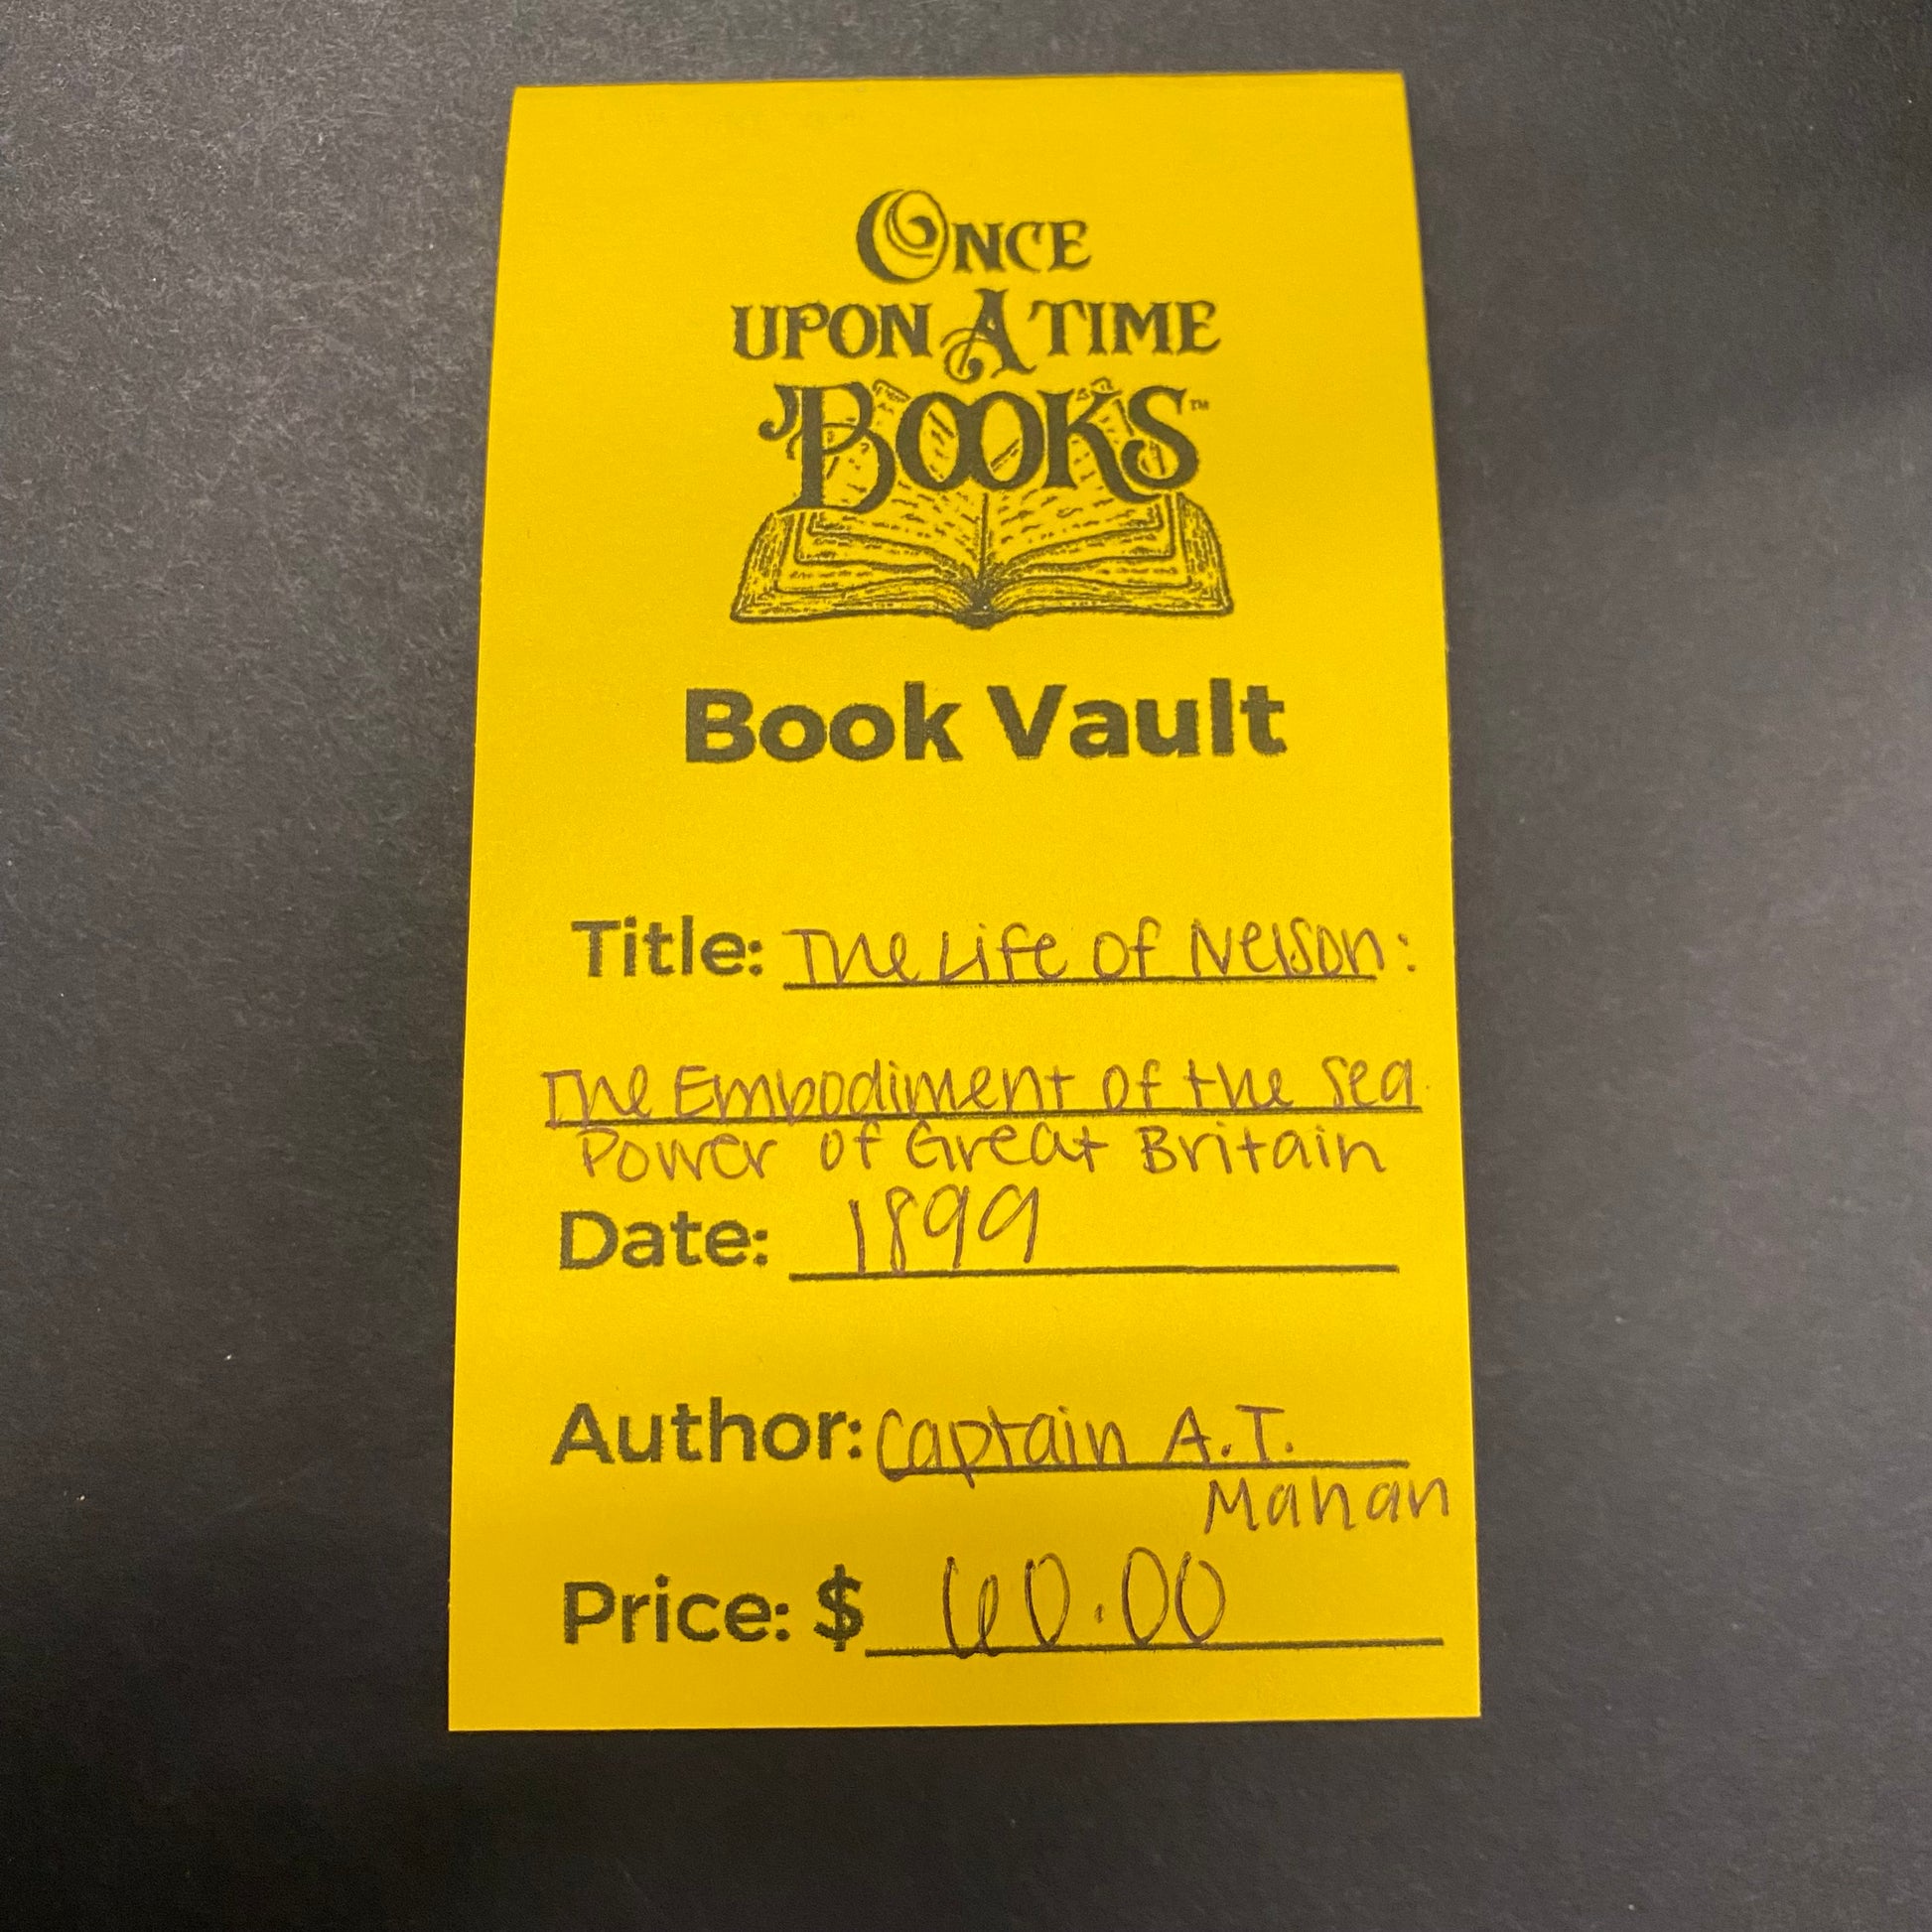 ONCE
UPON A TIME
BOOKS™
Book Vault
Title: The Life of Nelson:
The Embodiment of the Sea
Power of Great Britain
Date: 1899
Author: Captain A.T.
Mahan
Price: $ 60.00